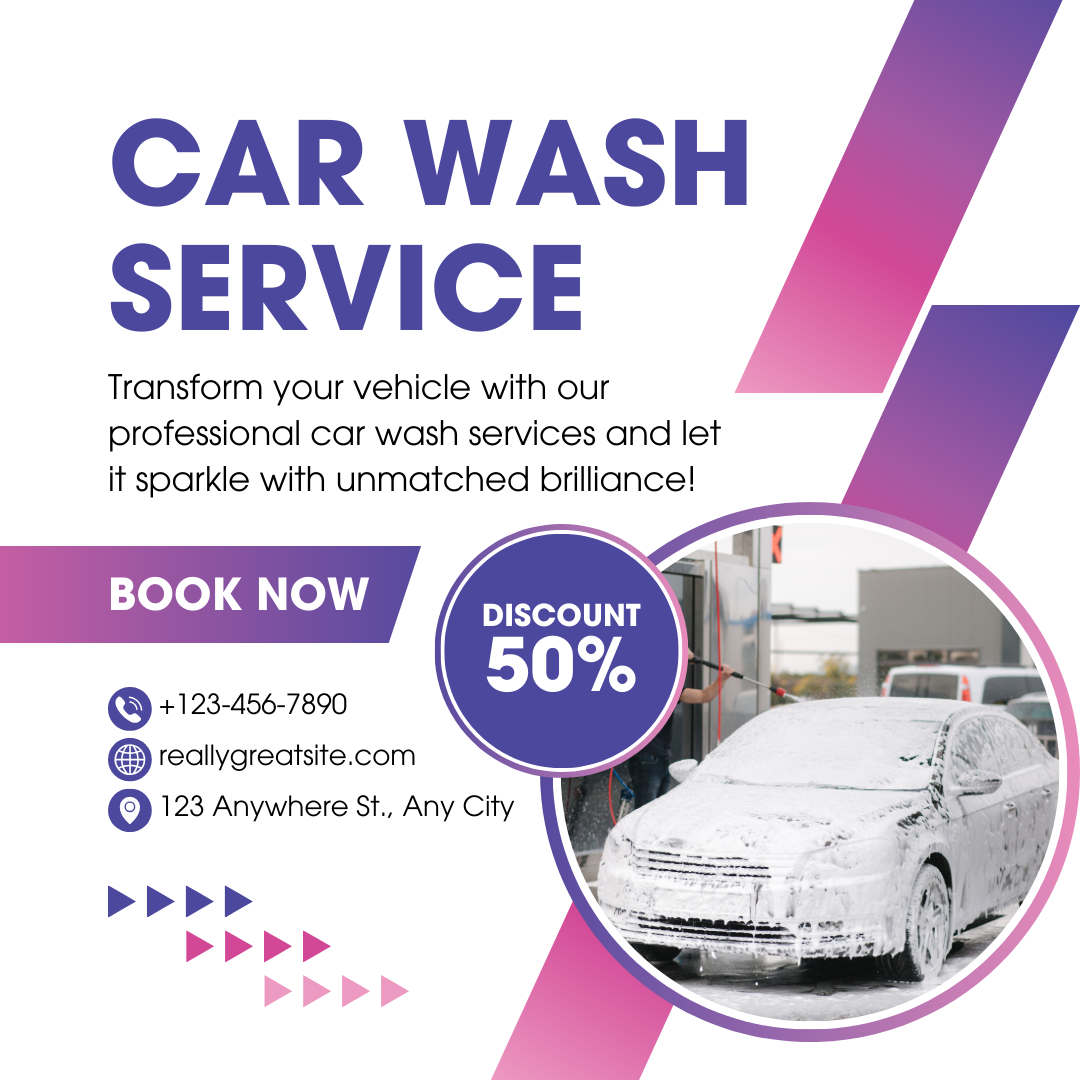 CAR WASH
SERVICE
Transform your vehicle with our
professional car wash services and let
it sparkle with unmatched brilliance!
BOOK NOW
DISCOUNT
50%
+123-456-7890
reallygreatsite.com
123 Anywhere St., Any City